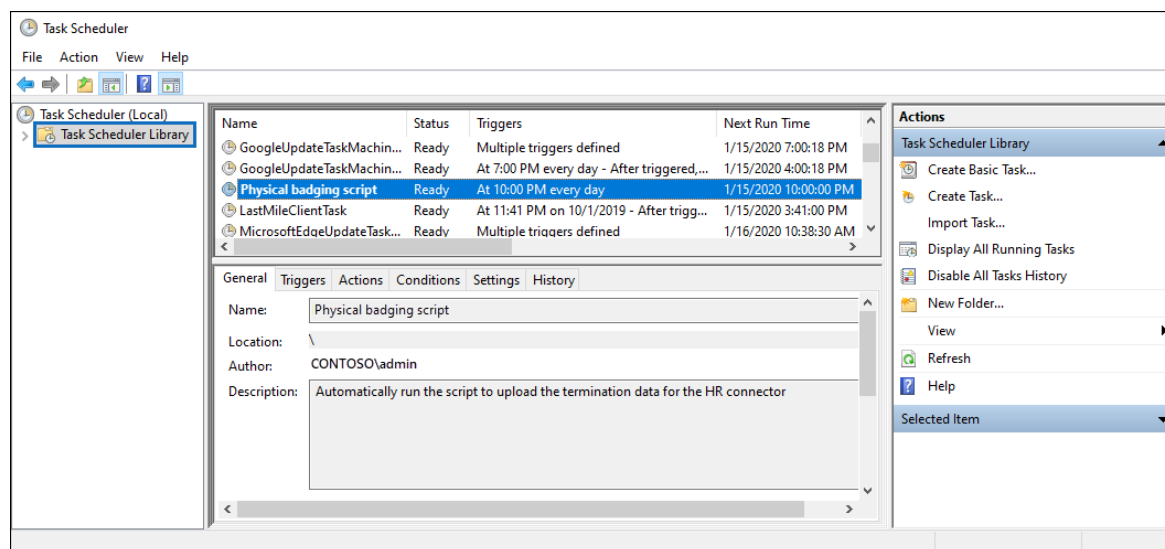 Task Scheduler
File Action View Help
Task Scheduler (Local)
Task Scheduler Library
Name Status Triggers Next Run Time
GoogleUpdateTaskMachin... Ready Multiple triggers defined 1/15/2020 7:00:18 PM
GoogleUpdateTaskMachin... Ready At 7:00 PM every day - After triggered,... 1/15/2020 4:00:18 PM
Physical badging script Ready At 10:00 PM every day 1/15/2020 10:00:00 PM
LastMileClientTask Ready At 11:41 PM on 10/1/2019 - After trigg... 1/15/2020 3:41:00 PM
MicrosoftEdgeUpdateTask... Ready Multiple triggers defined 1/16/2020 10:38:30 AM
General Triggers Actions Conditions Settings History
Name: Physical badging script
Location: \
Author: CONTOSO\admin
Description: Automatically run the script to upload the termination data for the HR connector
Actions
Task Scheduler Library
Create Basic Task...
Create Task...
Import Task...
Display All Running Tasks
Disable All Tasks History
New Folder...
View
Refresh
Help
Selected Item